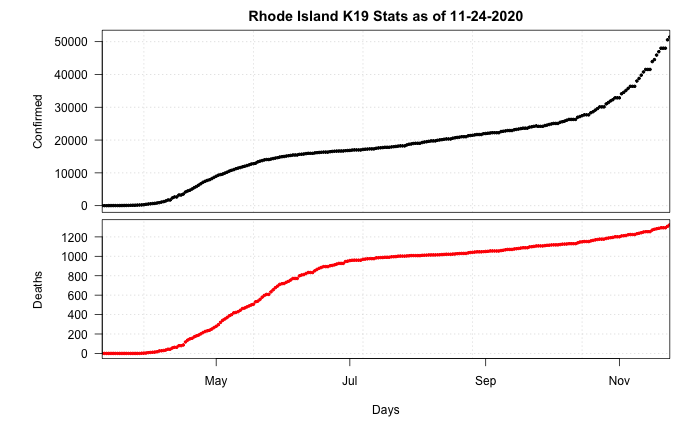 Rhode Island K19 Stats as of 11-24-2020
50000
40000
30000
20000
10000
0
Confirmed
1200
1000
800
600
400
200
0
Deaths
May Jul Sep Nov
Days